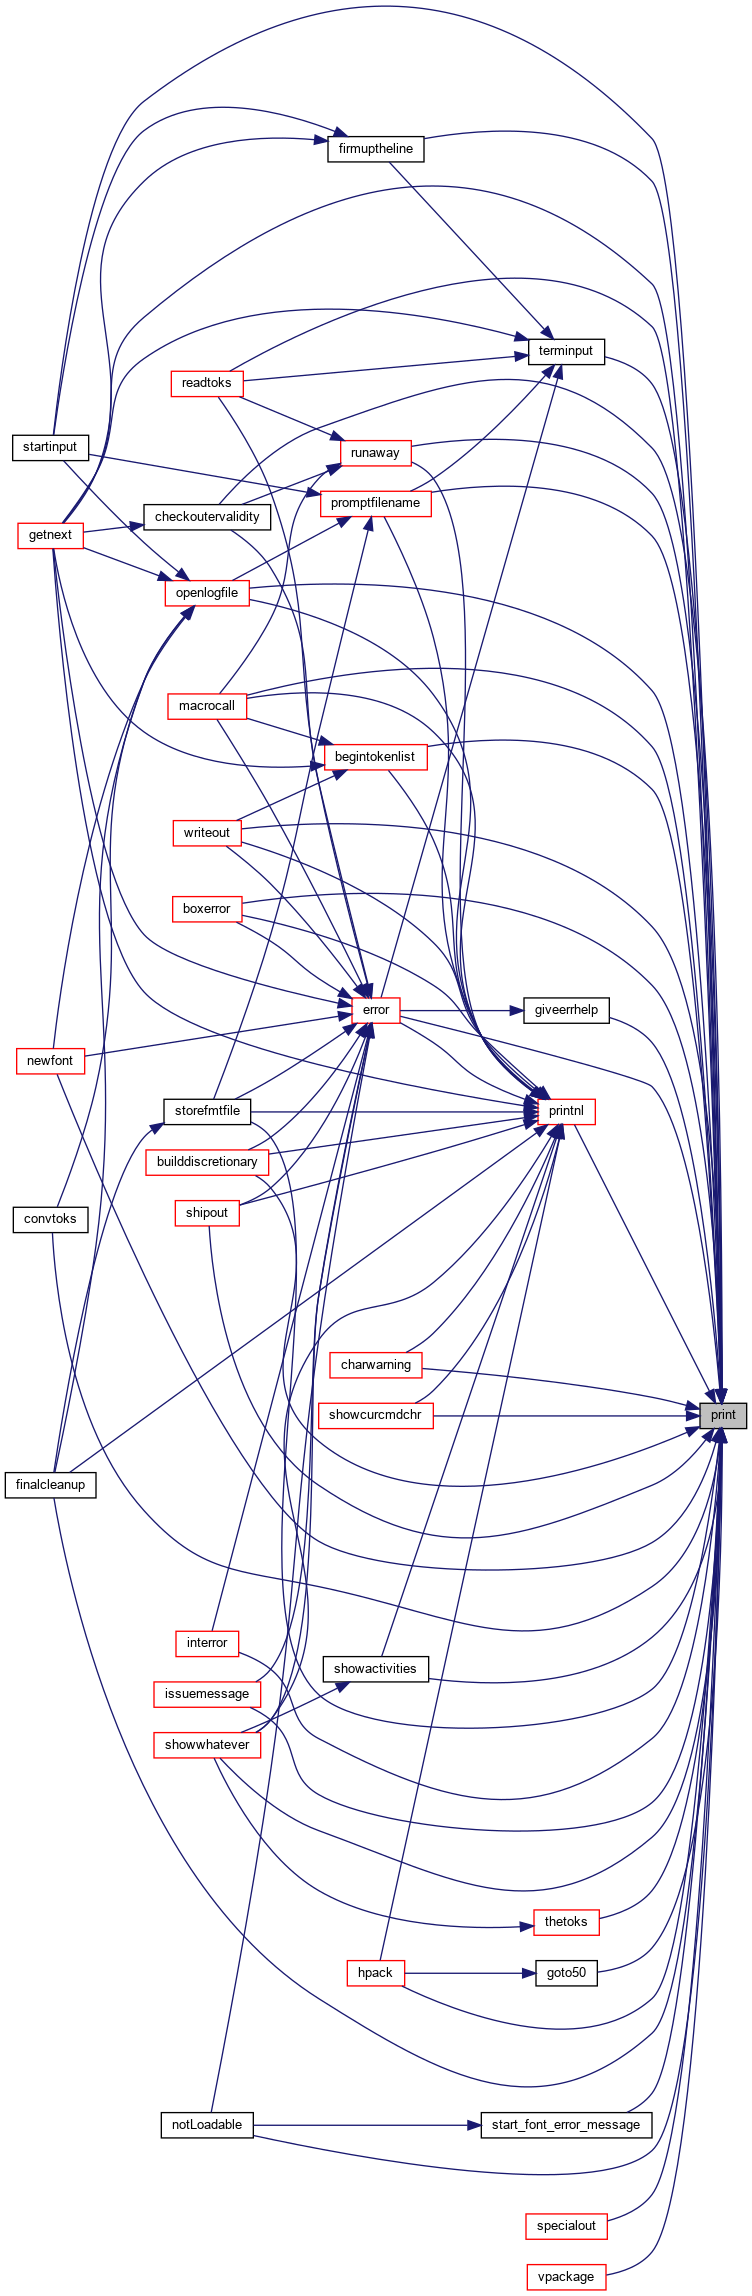 firmuptheline
terminput
readtoks
startinput
runaway
promptfilename
checkoutervalidity
getnext
openlogfile
macrocall
begintokenlist
writeout
boxerror
error
giveerrhelp
newfont
storefmtfile
printnl
builddiscretionary
shipout
convtoks
charwarning
showcurcmdchr
print
finalcleanup
interror
showactivities
issuemessage
showwhatever
thetoks
hpack
goto50
notLoadable
start_font_error_message
specialout
vpackage